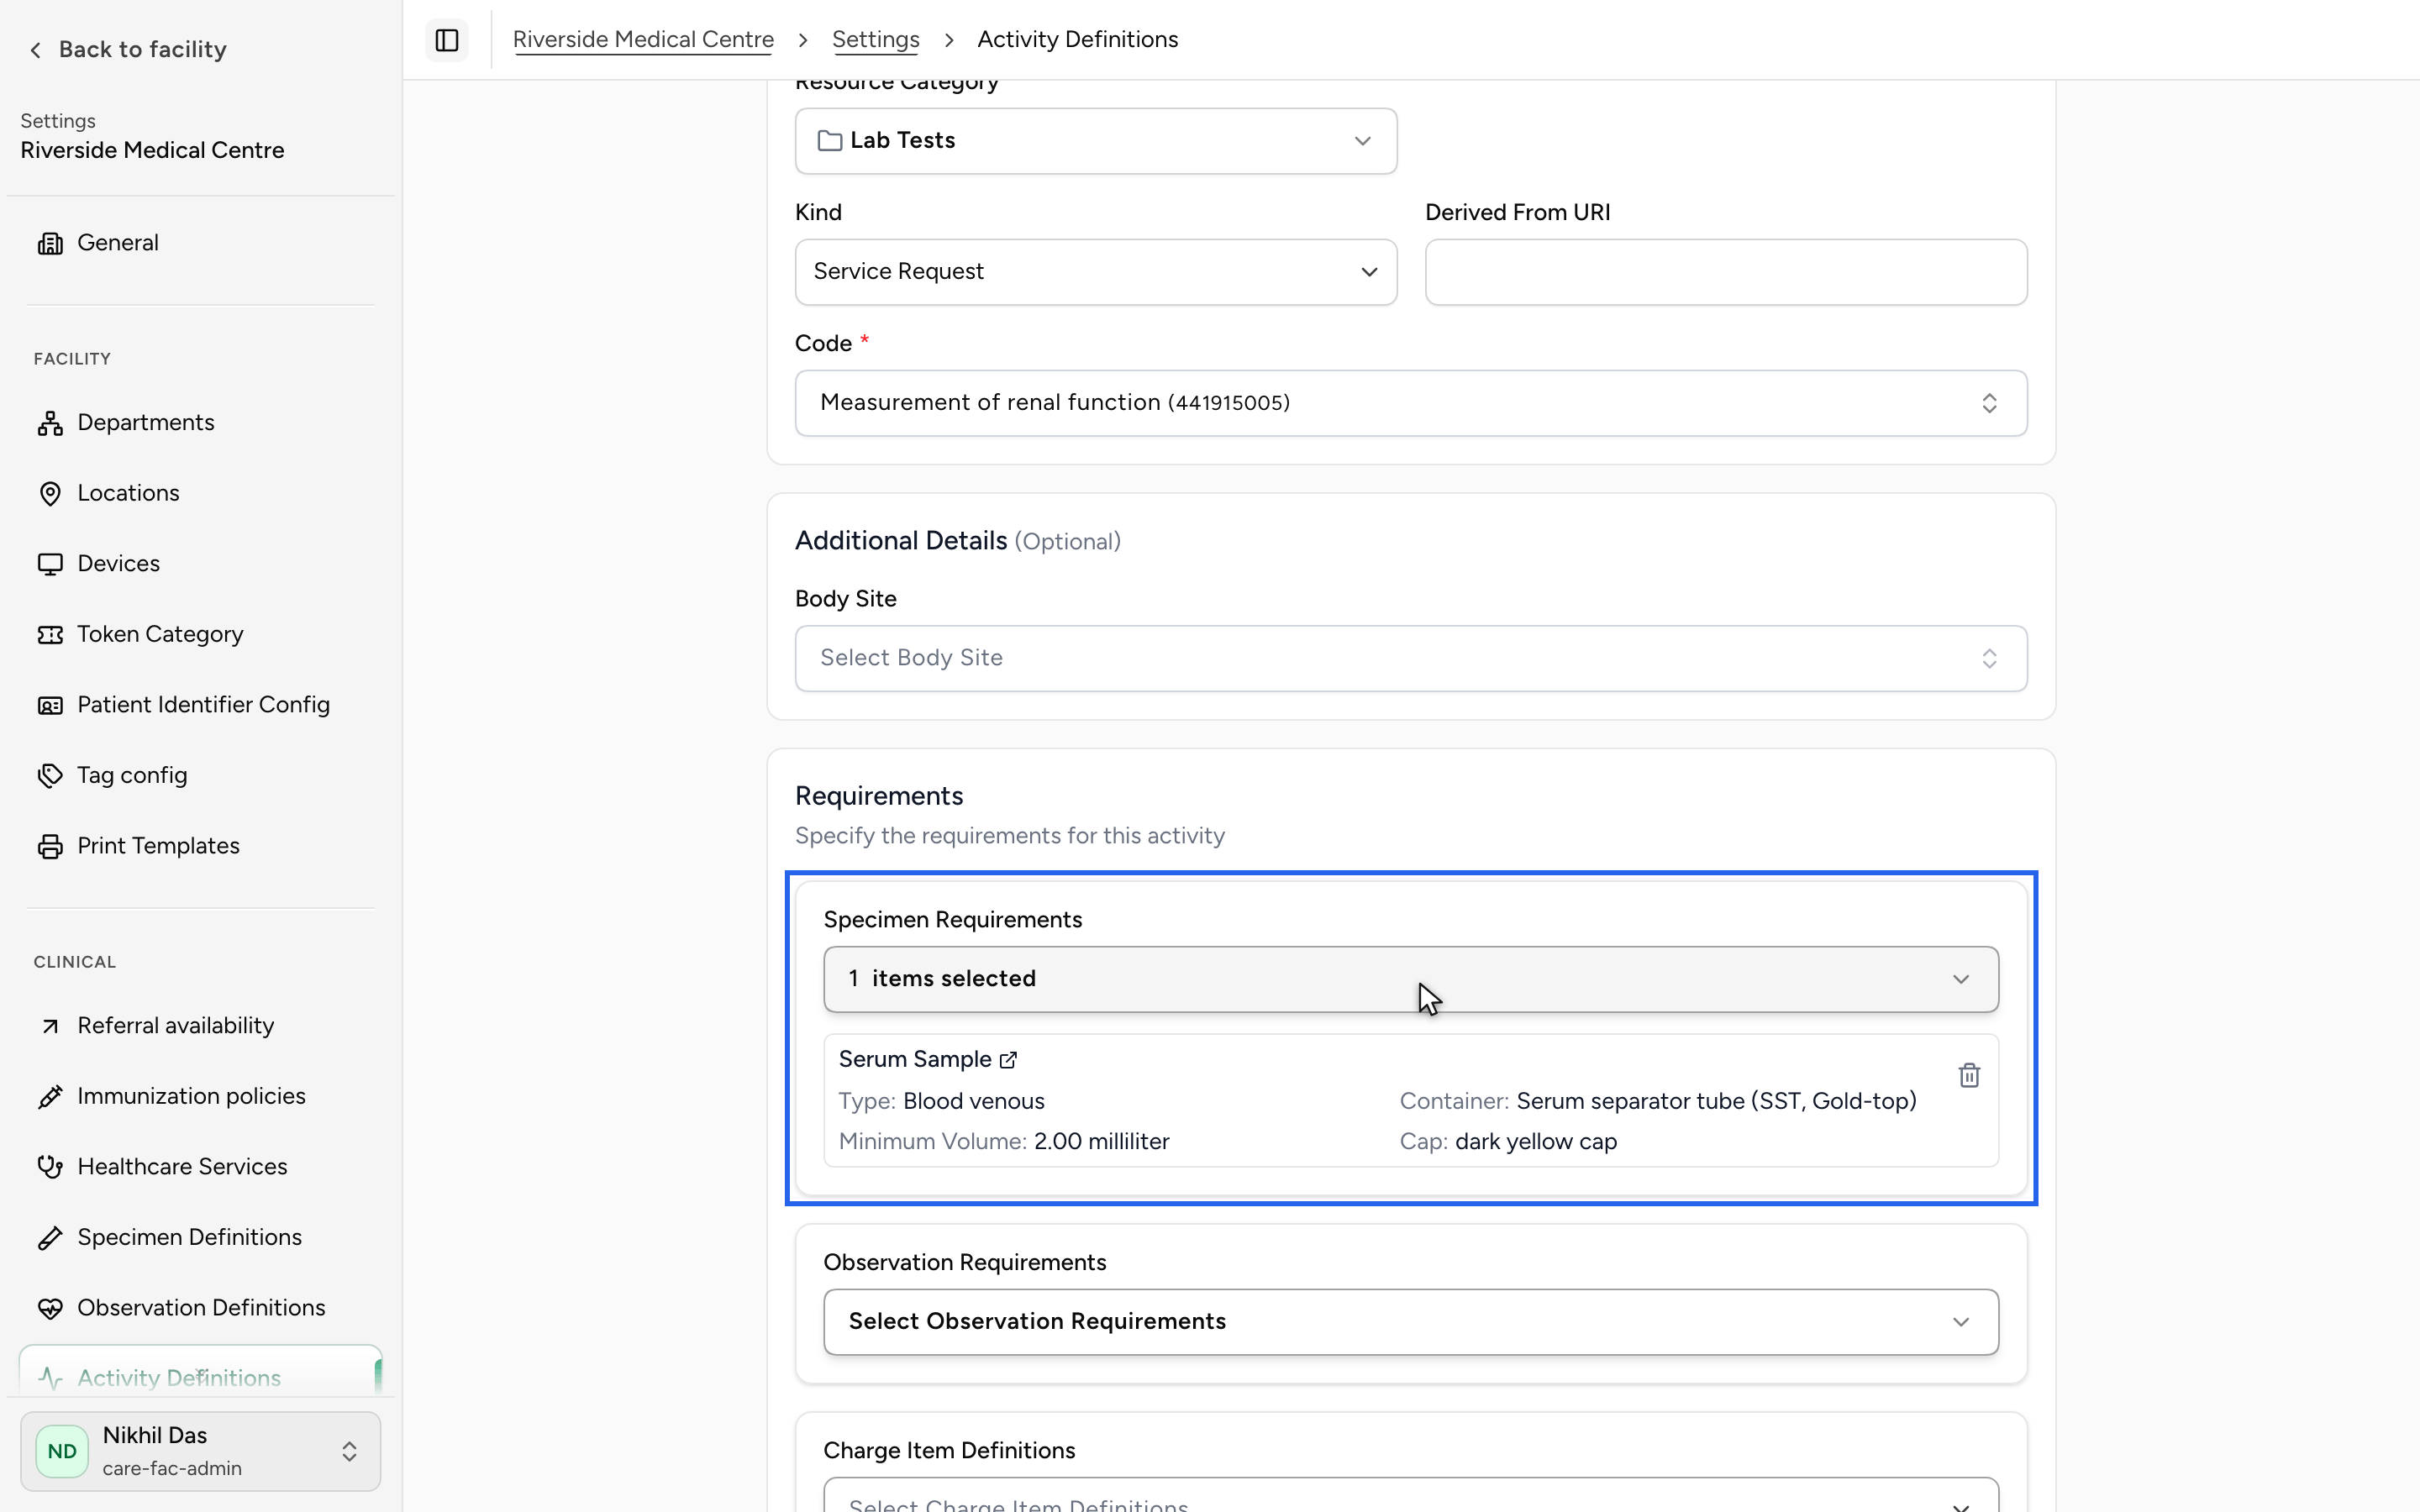 Back to facility
Settings
Riverside Medical Centre
General
FACILITY
Departments
Locations
Devices
Token Category
Patient Identifier Config
Tag config
Print Templates
CLINICAL
Referral availability
Immunization policies
Healthcare Services
Specimen Definitions
Observation Definitions
Activity Definitions
ND
Nikhil Das
care-fac-admin
Riverside Medical Centre > Settings > Activity Definitions
Resource Category
Lab Tests
Kind
Service Request
Derived From URI
Code *
Measurement of renal function (441915005)
Additional Details (Optional)
Body Site
Select Body Site
Requirements
Specify the requirements for this activity
Specimen Requirements
1 items selected
Serum Sample
Type: Blood venous
Container: Serum separator tube (SST, Gold-top)
Minimum Volume: 2.00 milliliter
Cap: dark yellow cap
Observation Requirements
Select Observation Requirements
Charge Item Definitions
Select Charge Item Definitions